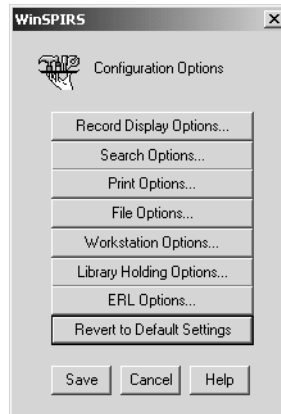 WinSPIRS
Configuration Options
Record Display Options...
Search Options...
Print Options...
File Options...
Workstation Options...
Library Holding Options...
ERL Options...
Revert to Default Settings
Save Cancel Help